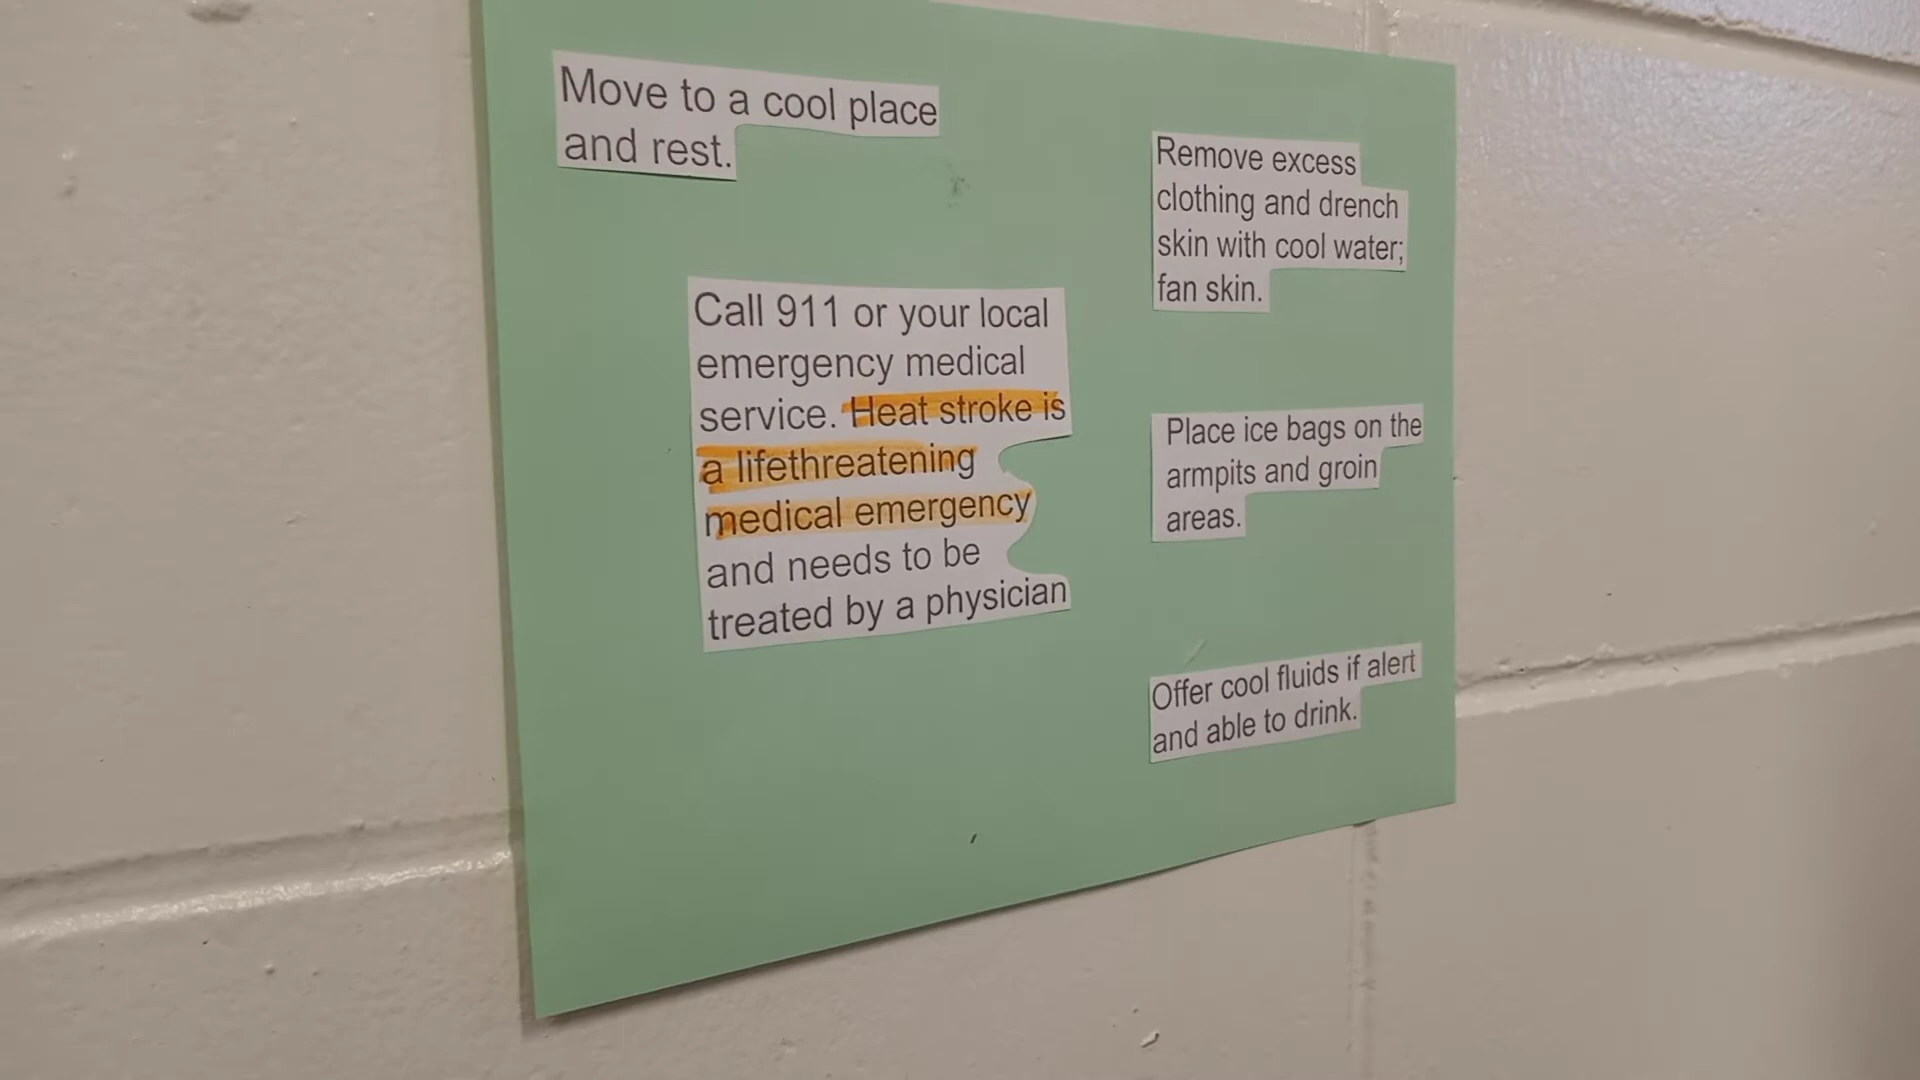 Move to a cool place
and rest.
Call 911 or your local
emergency medical
service. Heat stroke is
a lifethreatening
medical emergency
and needs to be
treated by a physician
Remove excess
clothing and drench
skin with cool water;
fan skin.
Place ice bags on the
armpits and groin
areas.
Offer cool fluids if alert
and able to drink.